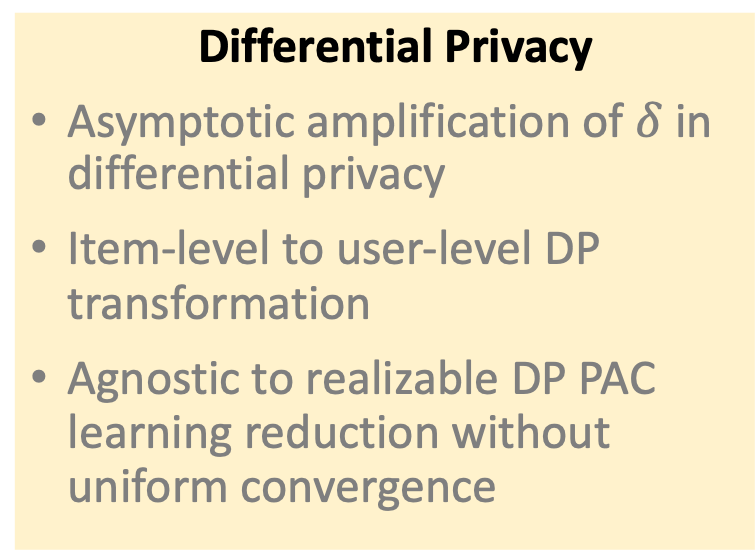 Differential Privacy
• Asymptotic amplification of δ in
differential privacy
• Item-level to user-level DP
transformation
• Agnostic to realizable DP PAC
learning reduction without
uniform convergence